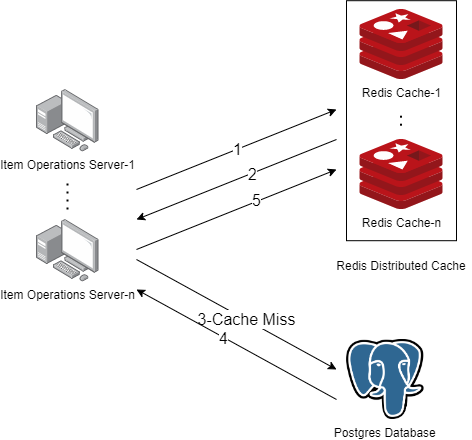 Redis Cache-1
Item Operations Server-1
1
2
5
Redis Cache-n
Redis Distributed Cache
Item Operations Server-n
3-Cache Miss
4
Postgres Database